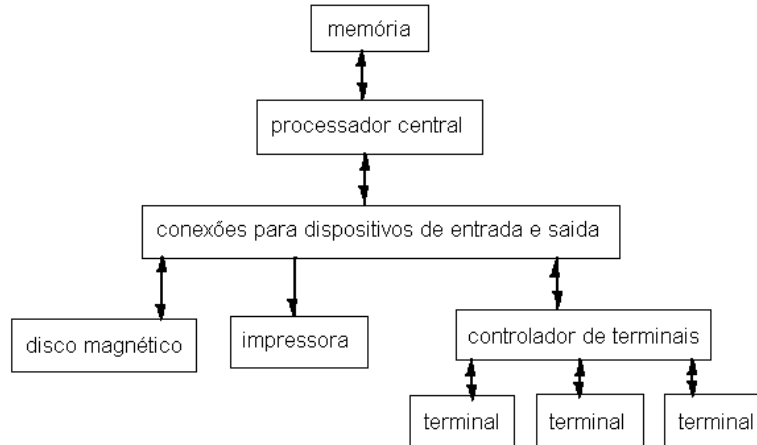 memória
processador central
conexões para dispositivos de entrada e saida
disco magnético
impressora
controlador de terminais
terminal
terminal
terminal